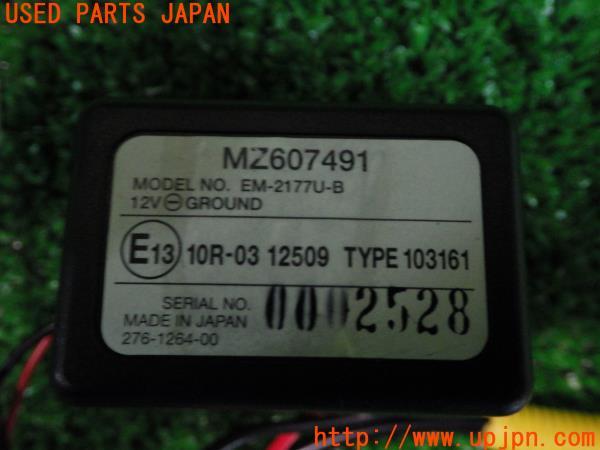 USED PARTS JAPAN
MZ607491
MODEL NO. EM-2177U-B
12V⊖GROUND
E13 10R-03 12509 TYPE 103161
SERIAL NO. 0002528
MADE IN JAPAN
276-1264-00
http://www.upjpn.com